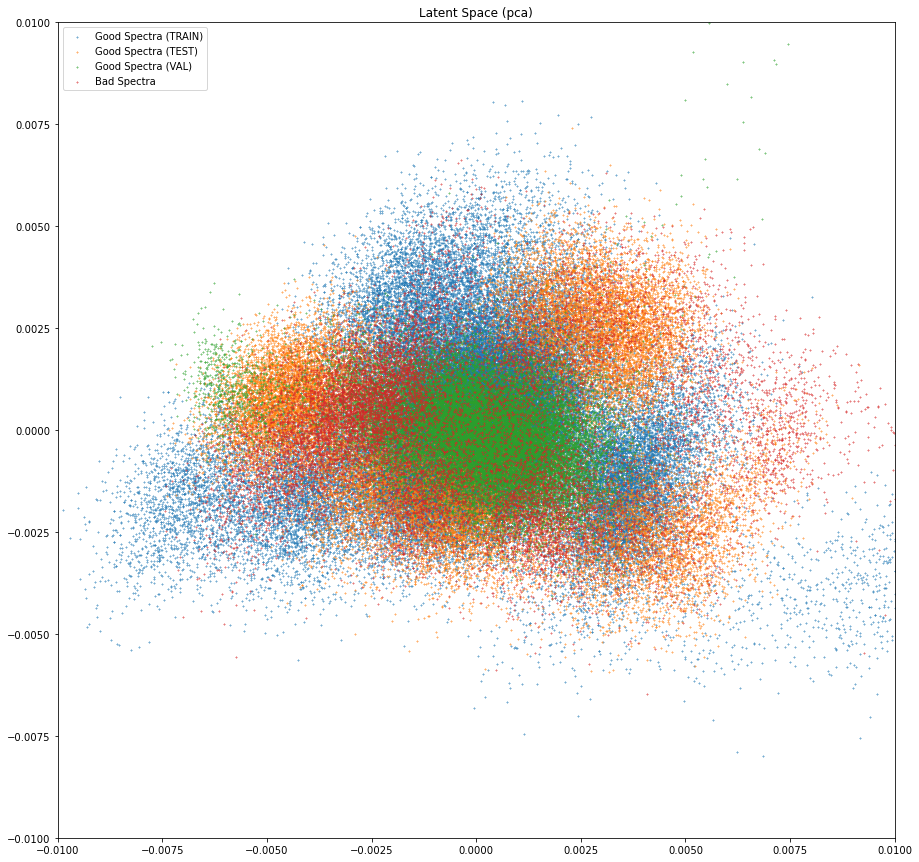 Latent Space (pca)
0.0100
Good Spectra (TRAIN)
Good Spectra (TEST)
Good Spectra (VAL)
Bad Spectra
0.0075
0.0050
0.0025
0.0000
−0.0025
−0.0050
−0.0075
−0.0100
−0.0100 −0.0075 −0.0050 −0.0025 0.0000 0.0025 0.0050 0.0075 0.0100